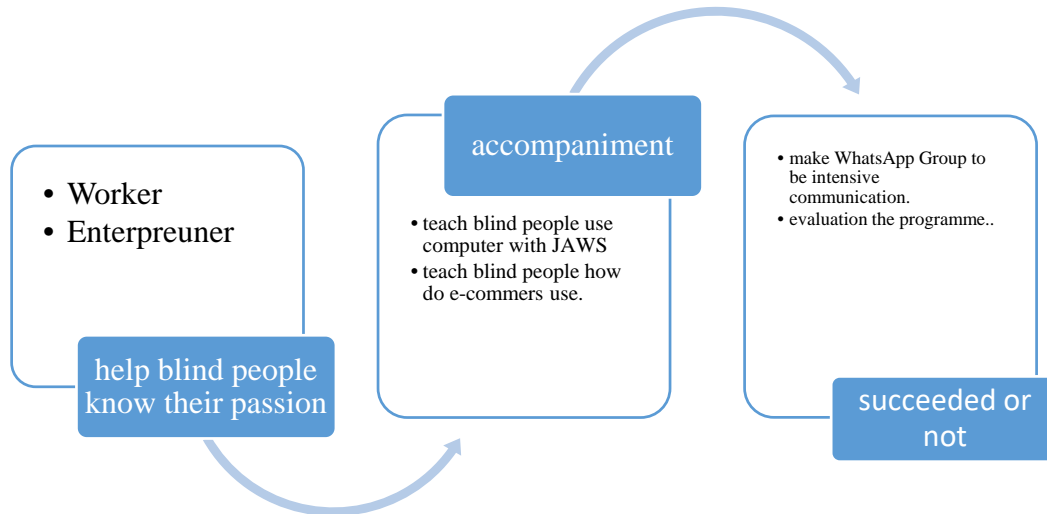 • Worker
• Enterpreuner
help blind people
know their passion
accompaniment
• teach blind people use
computer with JAWS
• teach blind people how
do e-commers use.
• make WhatsApp Group to
be intensive
communication.
• evaluation the programme..
succeeded or
not